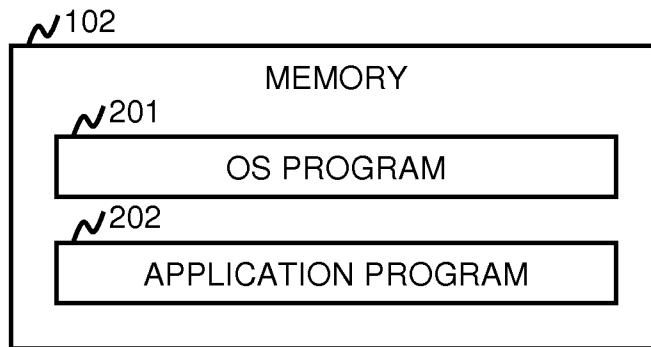 102
MEMORY
201
OS PROGRAM
202
APPLICATION PROGRAM